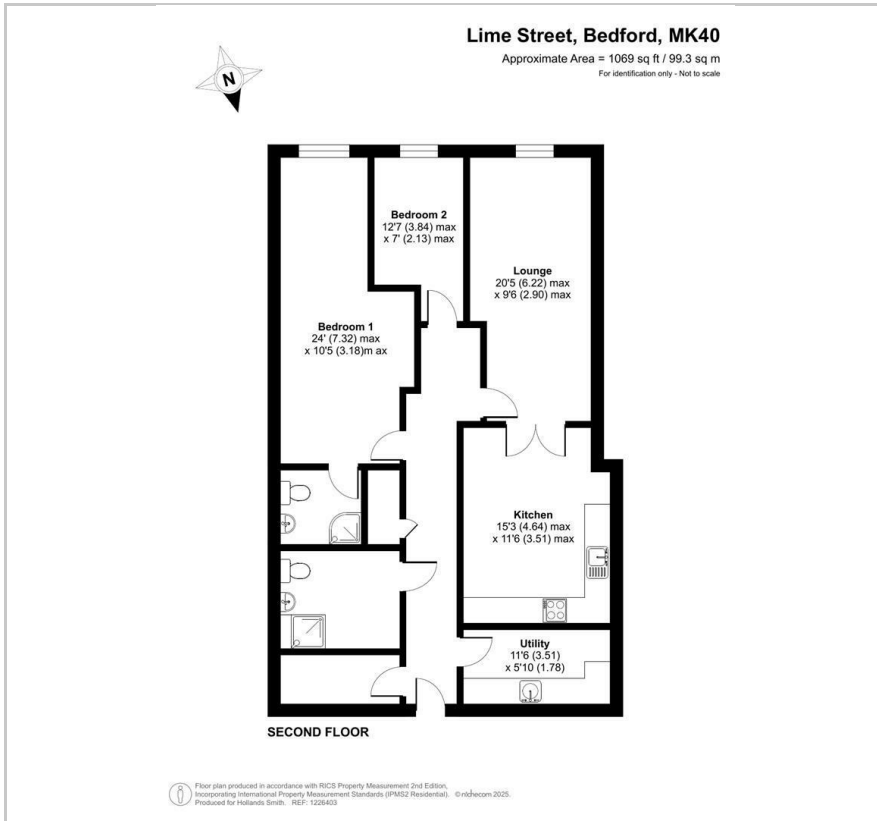 Lime Street, Bedford, MK40
Approximate Area = 1069 sq ft / 99.3 sq m
For identification only - Not to scale
N
Bedroom 2
12'7 (3.84) max
x 7' (2.13) max
Lounge
20'5 (6.22) max
x 9'6 (2.90) max
Bedroom 1
24' (7.32) max
x 10'5 (3.18)m ax
Kitchen
15'3 (4.64) max
x 11'6 (3.51) max
Utility
11'6 (3.51)
x 5'10 (1.78)
SECOND FLOOR
Floor plan produced in accordance with RICS Property Measurement 2nd Edition,
Incorporating International Property Measurement Standards (IPMS2 Residential). © nichecom 2025.
Produced for Hollands Smith. REF: 1226403